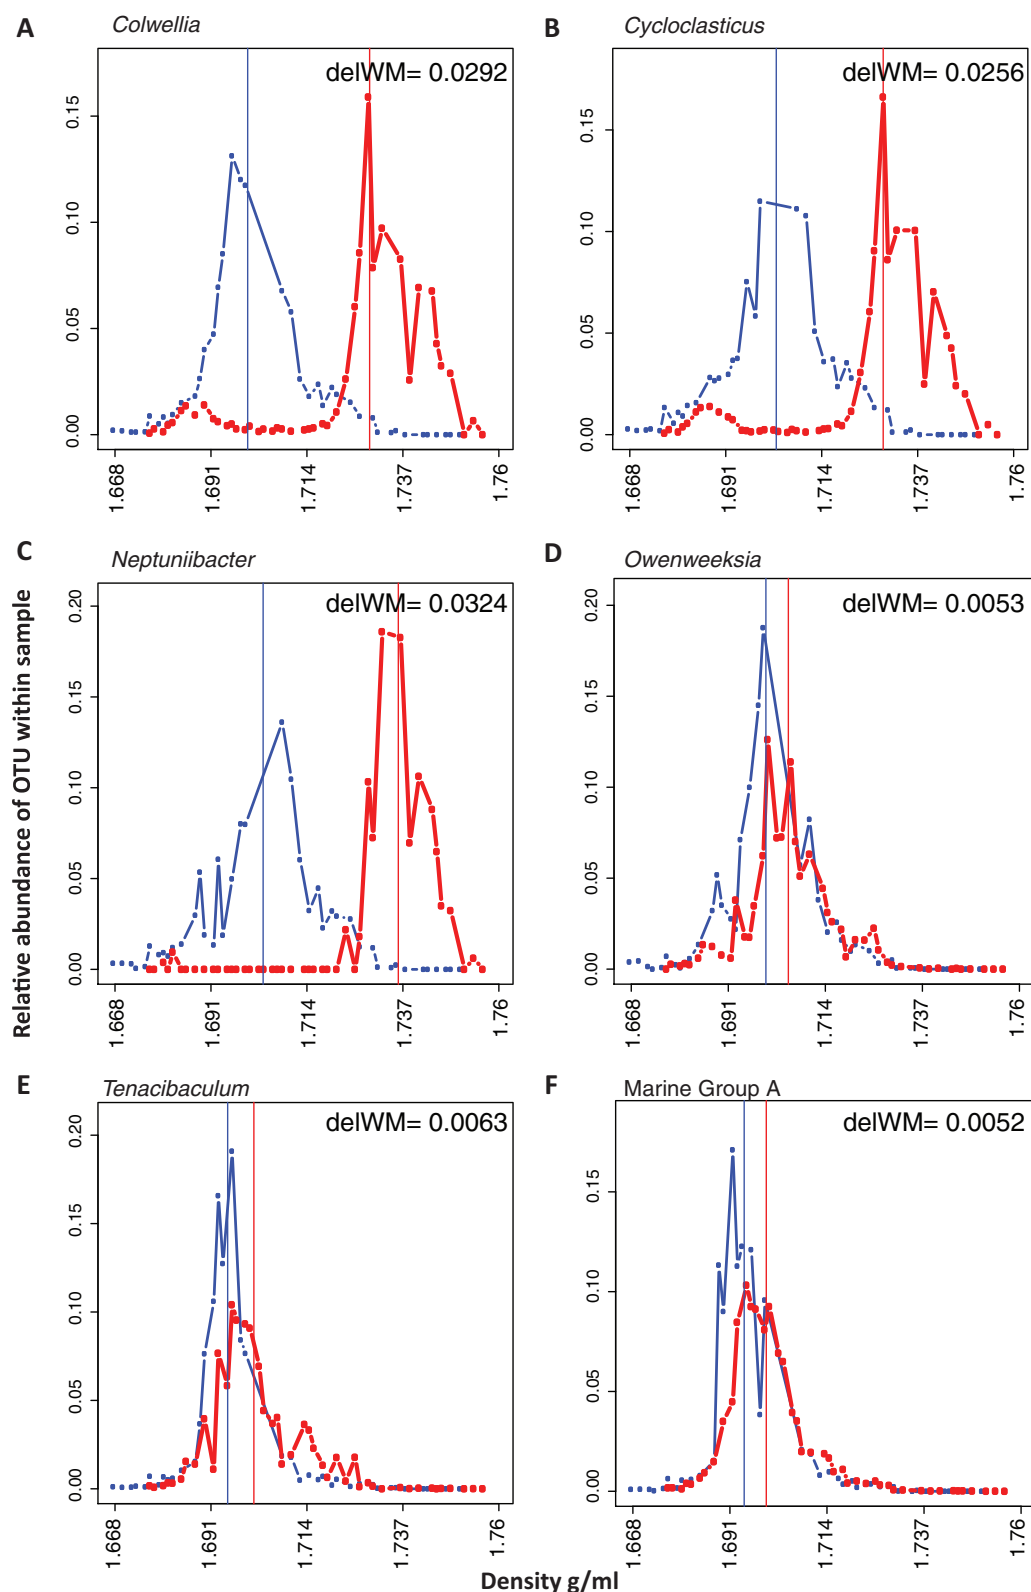 A Colwellia
delWM= 0.0292
0.15
0.10
0.05
0.00
1.668 1.691 1.714 1.737 1.76
B Cycloclasticus
delWM= 0.0256
0.15
0.10
0.05
0.00
1.668 1.691 1.714 1.737 1.76
C Neptuniibacter
delWM= 0.0324
0.20
0.15
0.10
0.05
0.00
1.668 1.691 1.714 1.737 1.76
D Owenweeksia
delWM= 0.0053
0.20
0.15
0.10
0.05
0.00
1.668 1.691 1.714 1.737 1.76
Relative abundance of OTU within sample
E Tenacibaculum
delWM= 0.0063
0.20
0.15
0.10
0.05
0.00
1.668 1.691 1.714 1.737 1.76
F Marine Group A
delWM= 0.0052
0.15
0.10
0.05
0.00
1.668 1.691 1.714 1.737 1.76
Density g/ml